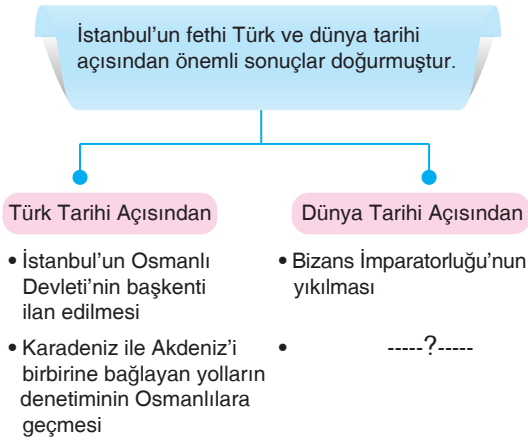 İstanbul’un fethi Türk ve dünya tarihi
açısından önemli sonuçlar doğurmuştur.
Türk Tarihi Açısından
• İstanbul’un Osmanlı
Devleti’nin başkenti
ilan edilmesi
• Karadeniz ile Akdeniz’i
birbirine bağlayan yolların
denetiminin Osmanlılara
geçmesi
Dünya Tarihi Açısından
• Bizans İmparatorluğu’nun
yıkılması
• -----?-----